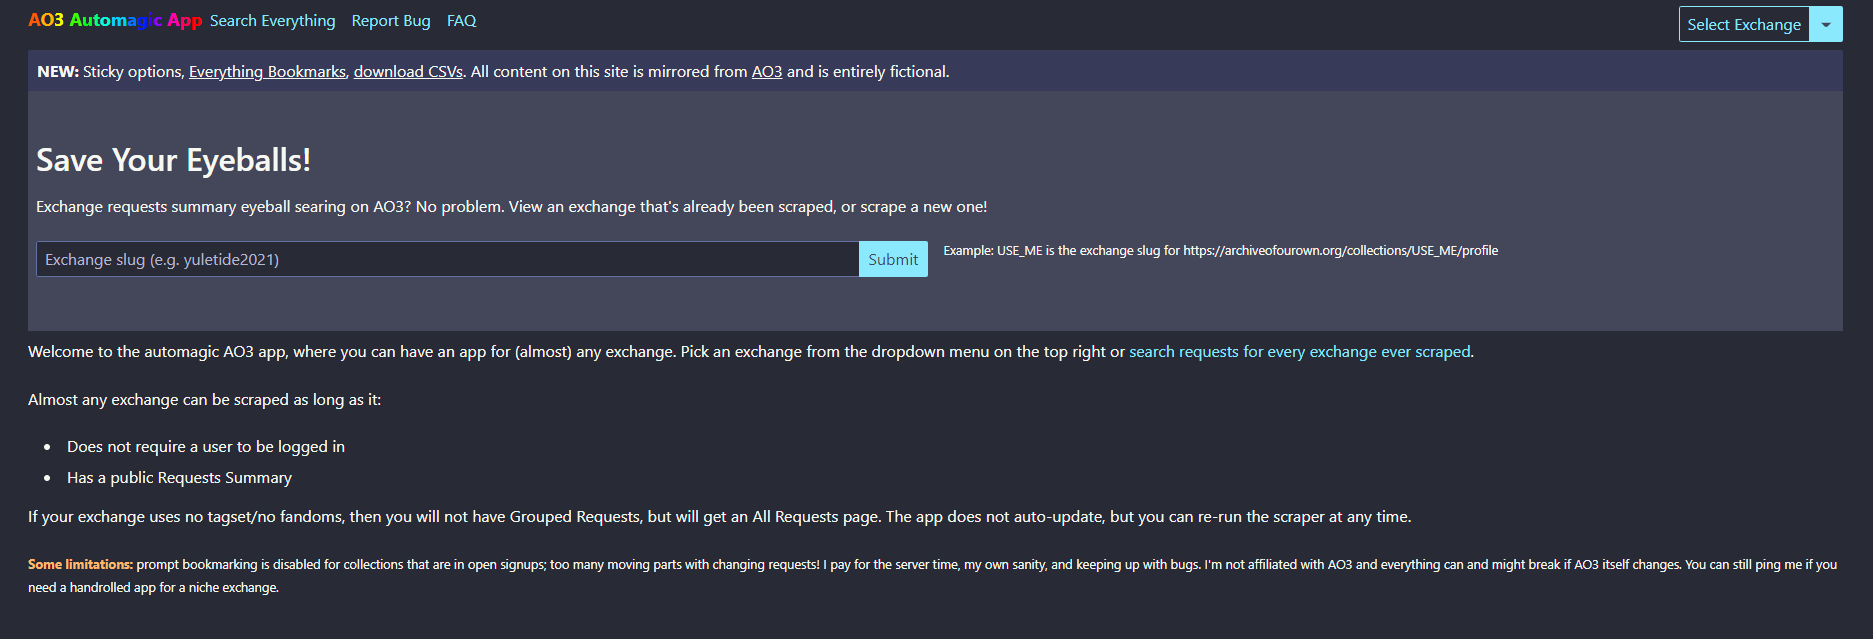 AO3 Automagic App Search Everything Report Bug FAQ Select Exchange
NEW: Sticky options, Everything Bookmarks, download CSVs. All content on this site is mirrored from AO3 and is entirely fictional.
Save Your Eyeballs!
Exchange requests summary eyeball searing on AO3? No problem. View an exchange that's already been scraped, or scrape a new one!
Exchange slug (e.g. yuletide2021) Submit Example: USE_ME is the exchange slug for https://archiveofourown.org/collections/USE_ME/profile
Welcome to the automagic AO3 app, where you can have an app for (almost) any exchange. Pick an exchange from the dropdown menu on the top right or search requests for every exchange ever scraped.
Almost any exchange can be scraped as long as it:
• Does not require a user to be logged in
• Has a public Requests Summary
If your exchange uses no tagset/no fandoms, then you will not have Grouped Requests, but will get an All Requests page. The app does not auto-update, but you can re-run the scraper at any time.
Some limitations: prompt bookmarking is disabled for collections that are in open signups; too many moving parts with changing requests! I pay for the server time, my own sanity, and keeping up with bugs. I'm not affiliated with AO3 and everything can and might break if AO3 itself changes. You can still ping me if you
need a handrolled app for a niche exchange.